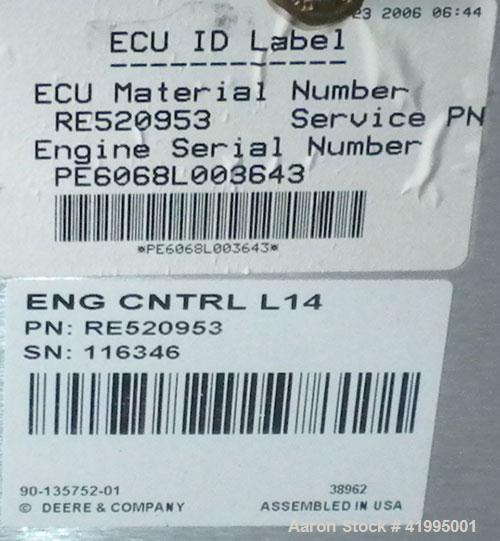 23 2006 06:44
ECU ID Label
ECU Material Number
RE520953 Service PN
Engine Serial Number
PE6068L003643
*PE6068L003643*
ENG CNTRL L14
PN: RE520953
SN: 116346
90-135752-01 38962
© DEERE & COMPANY ASSEMBLED IN USA
Aaron Stock # 41995001